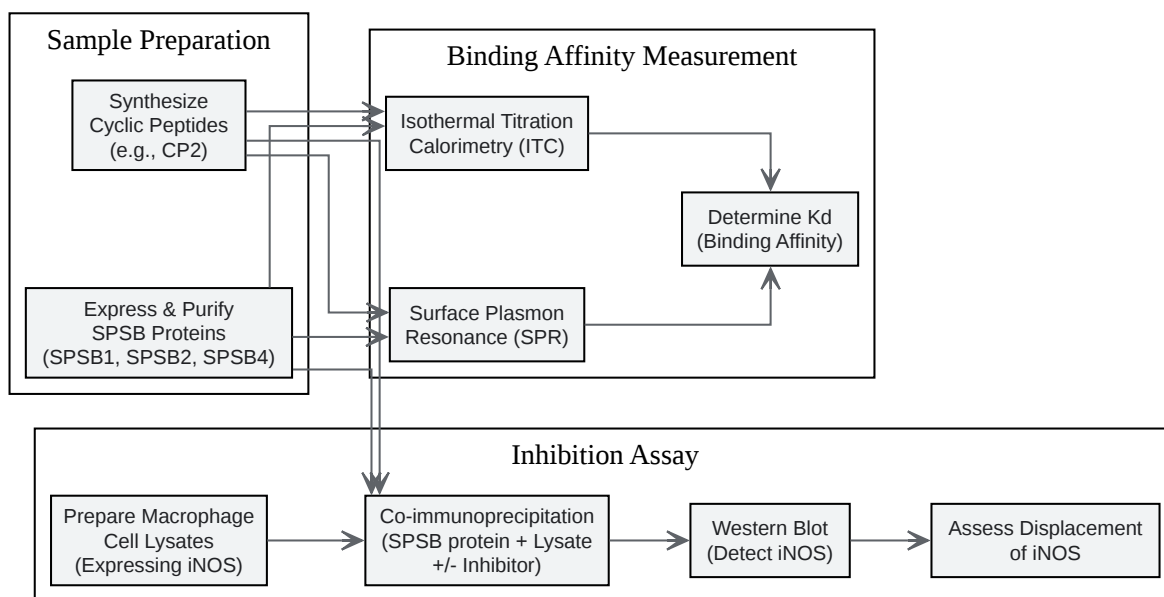 Sample Preparation
Synthesize
Cyclic Peptides
(e.g., CP2)
Express & Purify
SPSB Proteins
(SPSB1, SPSB2, SPSB4)
Binding Affinity Measurement
Isothermal Titration
Calorimetry (ITC)
Surface Plasmon
Resonance (SPR)
Determine Kd
(Binding Affinity)
Inhibition Assay
Prepare Macrophage
Cell Lysates
(Expressing iNOS)
Co-immunoprecipitation
(SPSB protein + Lysate
+/- Inhibitor)
Western Blot
(Detect iNOS)
Assess Displacement
of iNOS